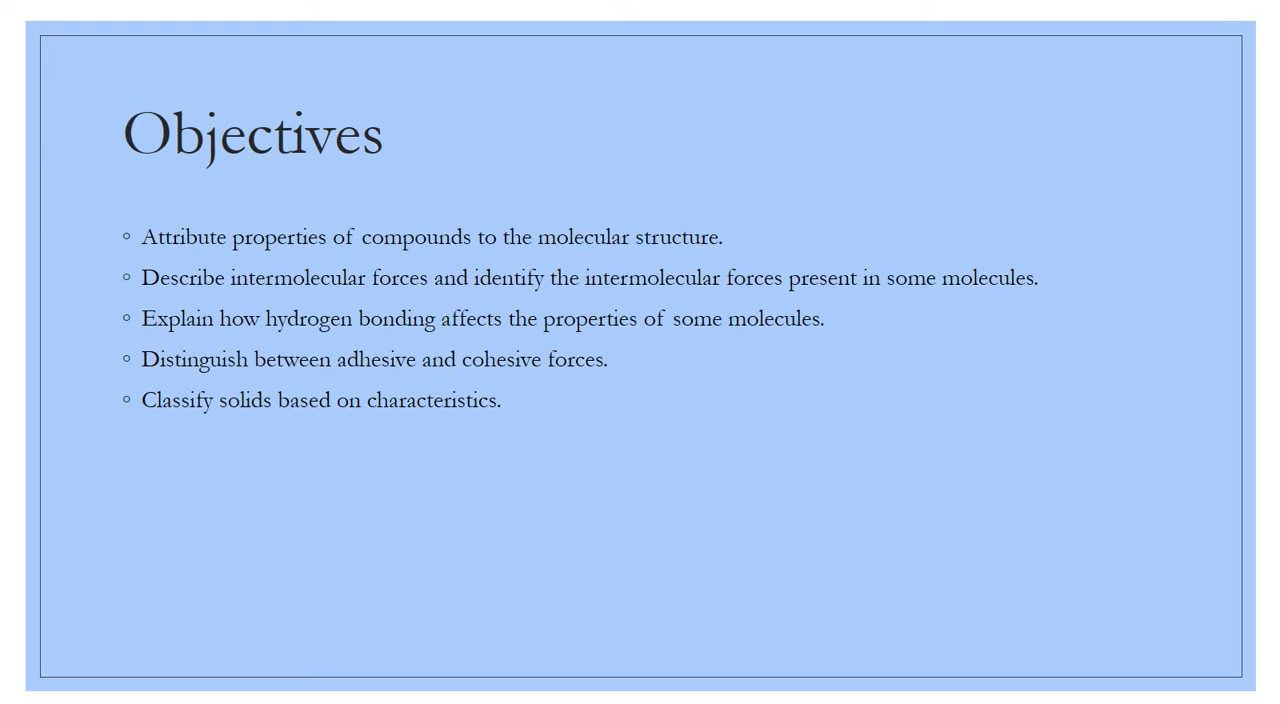 Objectives
◦ Attribute properties of compounds to the molecular structure.
◦ Describe intermolecular forces and identify the intermolecular forces present in some molecules.
◦ Explain how hydrogen bonding affects the properties of some molecules.
◦ Distinguish between adhesive and cohesive forces.
◦ Classify solids based on characteristics.